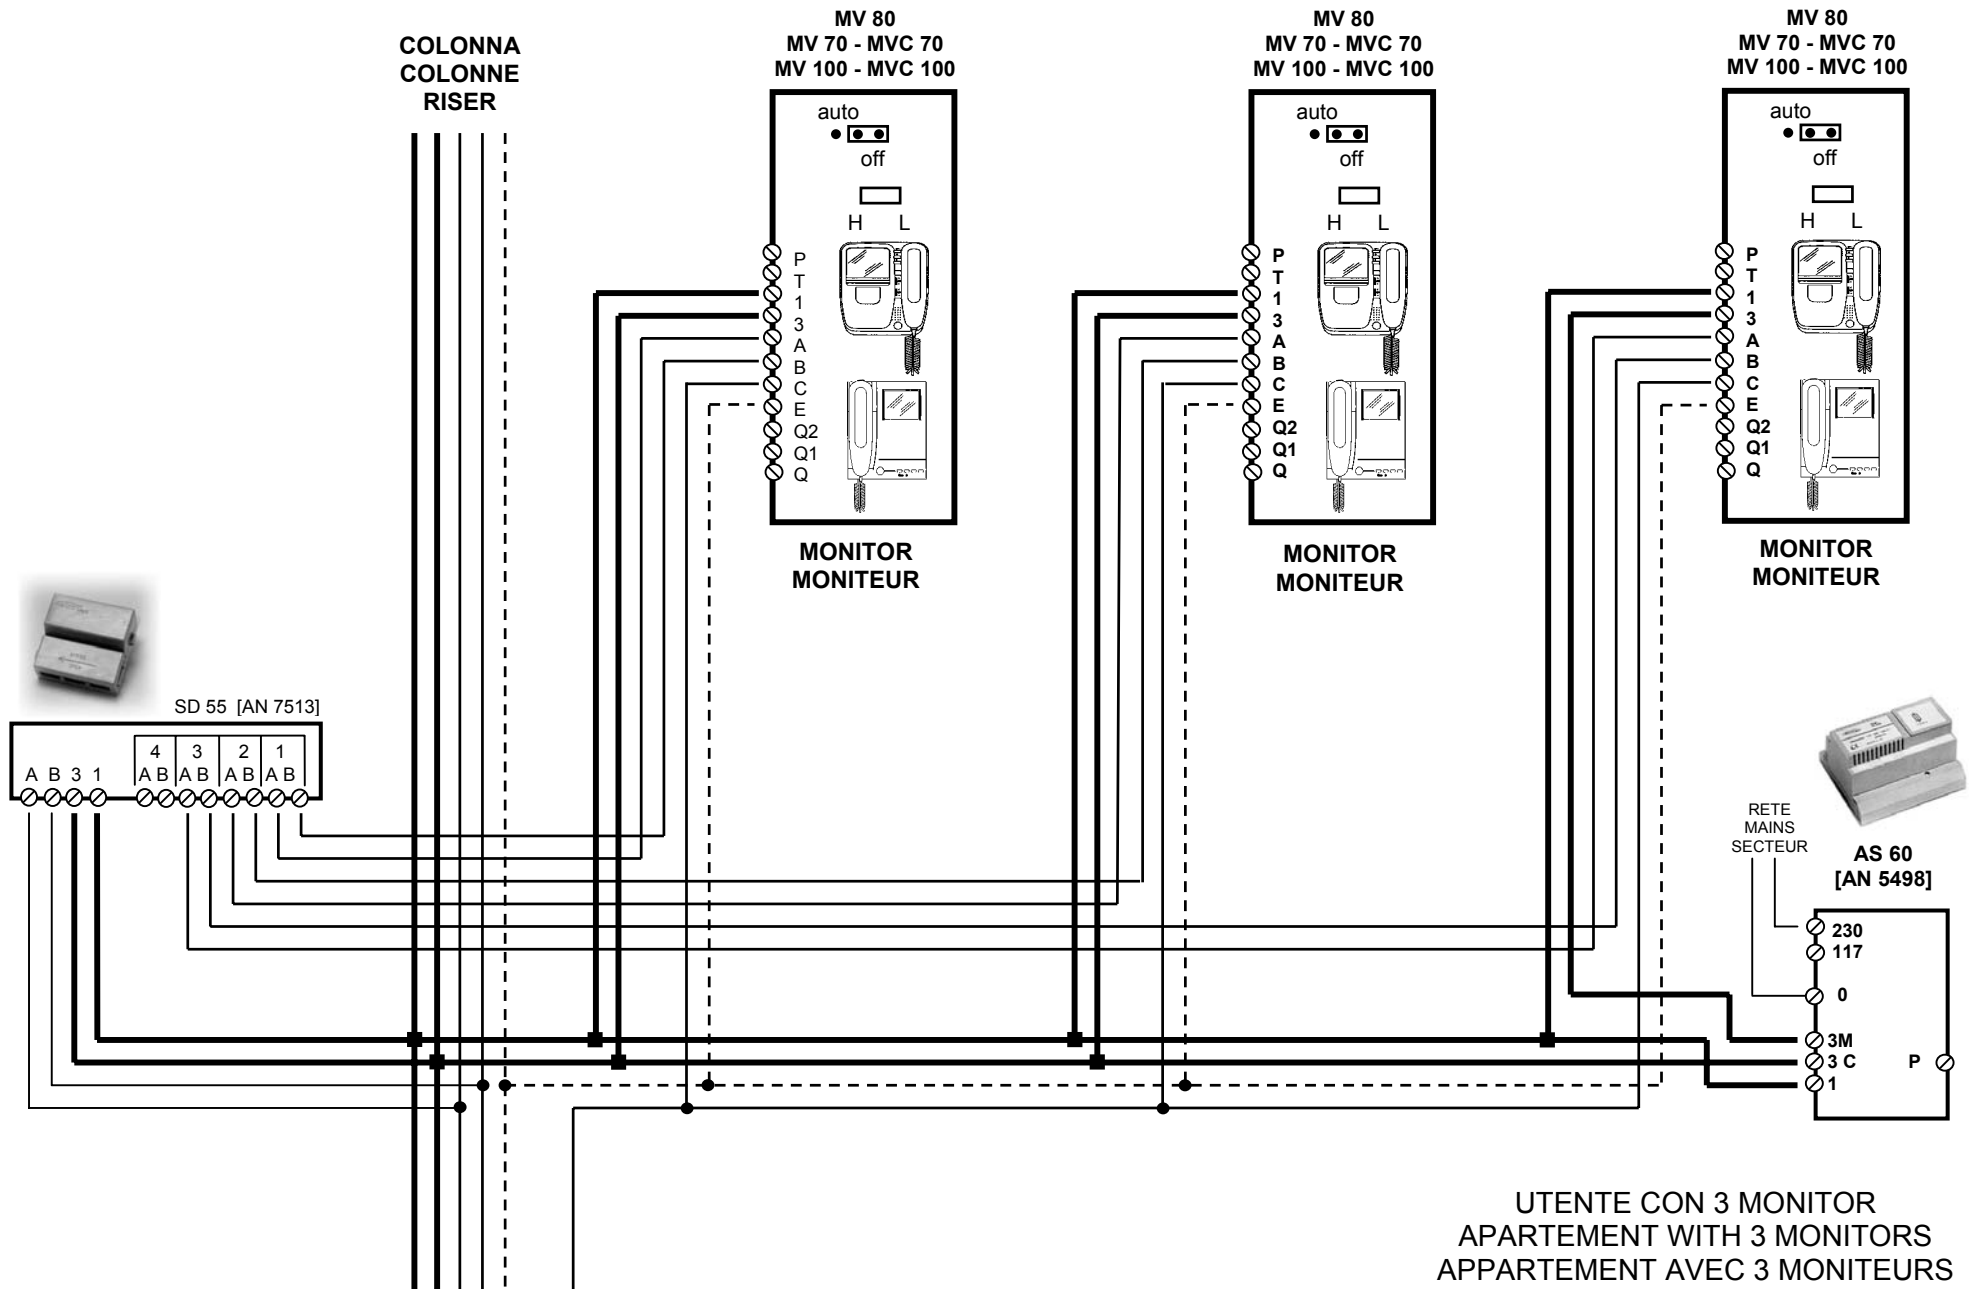 COLONNA
COLONNE
RISER
MV 80
MV 70 - MVC 70
MV 100 - MVC 100
auto
off
H L
P
T
1
3
A
B
C
E
Q2
Q1
Q
MONITOR
MONITEUR
MV 80
MV 70 - MVC 70
MV 100 - MVC 100
auto
off
H L
P
T
1
3
A
B
C
E
Q2
Q1
Q
MONITOR
MONITEUR
MV 80
MV 70 - MVC 70
MV 100 - MVC 100
auto
off
H L
P
T
1
3
A
B
C
E
Q2
Q1
Q
MONITOR
MONITEUR
SD 55 [AN 7513]
4 3 2 1
A B 3 1 A B A B A B A B
RETE
MAINS
SECTEUR
AS 60
[AN 5498]
230
117
0
3M
3 C P
1
UTENTE CON 3 MONITOR
APARTEMENT WITH 3 MONITORS
APPARTEMENT AVEC 3 MONITEURS